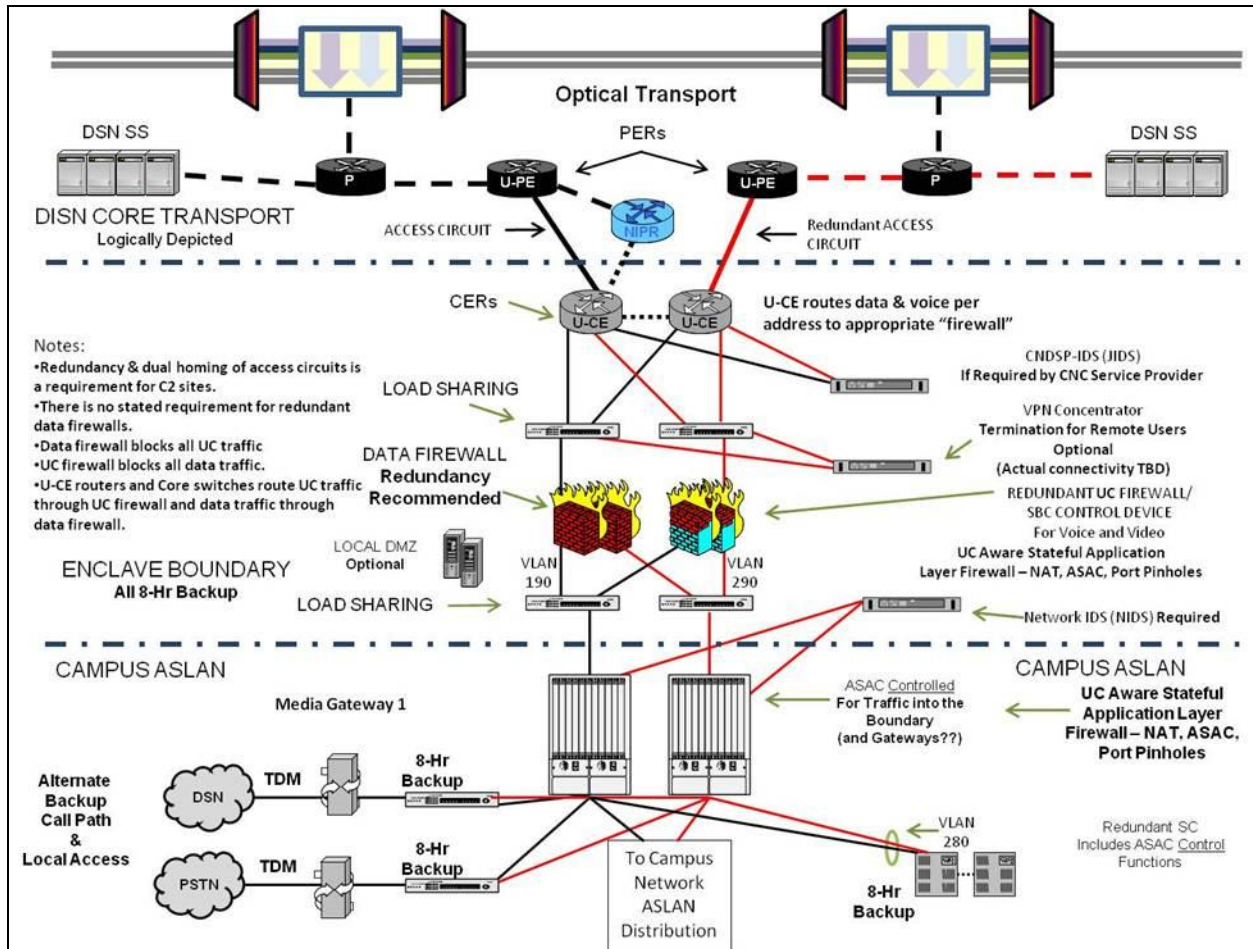 Optical Transport
DSN SS
PERs
DSN SS
P
U-PE
U-PE
P
NIPR
DISN CORE TRANSPORT
Logically Depicted
ACCESS CIRCUIT
Redundant ACCESS
CIRCUIT
CERs
U-CE
U-CE
U-CE routes data & voice per
address to appropriate “firewall”
Notes:
•Redundancy & dual homing of access circuits is
a requirement for C2 sites.
•There is no stated requirement for redundant
data firewalls.
•Data firewall blocks all UC traffic
•UC firewall blocks all data traffic.
•U-CE routers and Core switches route UC traffic
through UC firewall and data traffic through
data firewall.
LOAD SHARING
CNDSP-IDS (JIDS)
If Required by CNC Service Provider
VPN Concentrator
Termination for Remote Users
Optional
(Actual connectivity TBD)
DATA FIREWALL
Redundancy
Recommended
REDUNDANT UC FIREWALL/
SBC CONTROL DEVICE
For Voice and Video
UC Aware Stateful Application
Layer Firewall – NAT, ASAC, Port Pinholes
LOCAL DMZ
Optional
VLAN
190
VLAN
290
ENCLAVE BOUNDARY
All 8-Hr Backup
LOAD SHARING
Network IDS (NIDS) Required
CAMPUS ASLAN
CAMPUS ASLAN
Media Gateway 1
ASAC Controlled
For Traffic into the
Boundary
(and Gateways??)
UC Aware Stateful
Application Layer
Firewall – NAT, ASAC,
Port Pinholes
Alternate
Backup
Call Path
&
Local Access
DSN
TDM
8-Hr
Backup
PSTN
TDM
8-Hr
Backup
To Campus
Network
ASLAN
Distribution
VLAN
280
8-Hr
Backup
Redundant SC
Includes ASAC Control
Functions